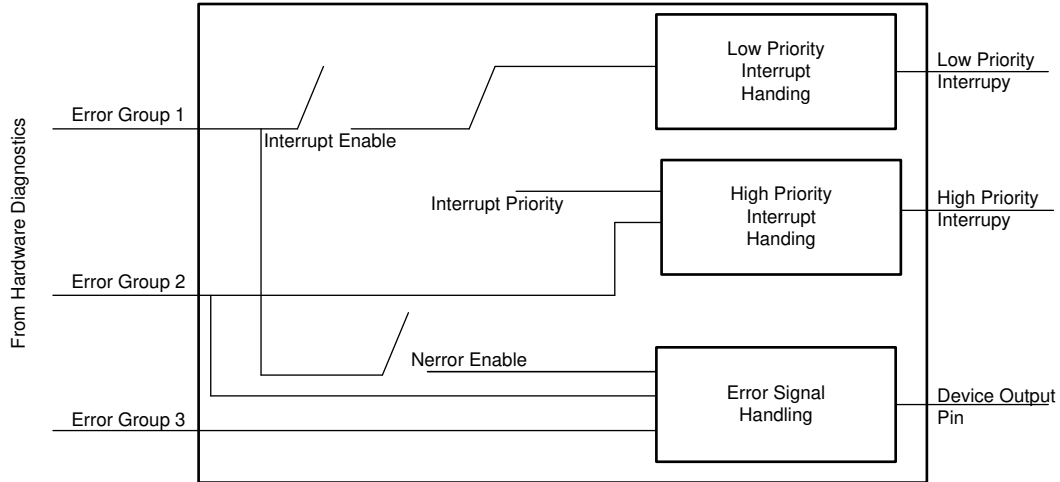 From Hardware Diagnostics
Low Priority
Interrupt
Handing
Low Priority
Interrupy
Error Group 1
Interrupt Enable
High Priority
Interrupt
Handing
Interrupt Priority
High Priority
Interrupy
Error Group 2
Nerror Enable
Error Signal
Handling
Device Output
Pin
Error Group 3